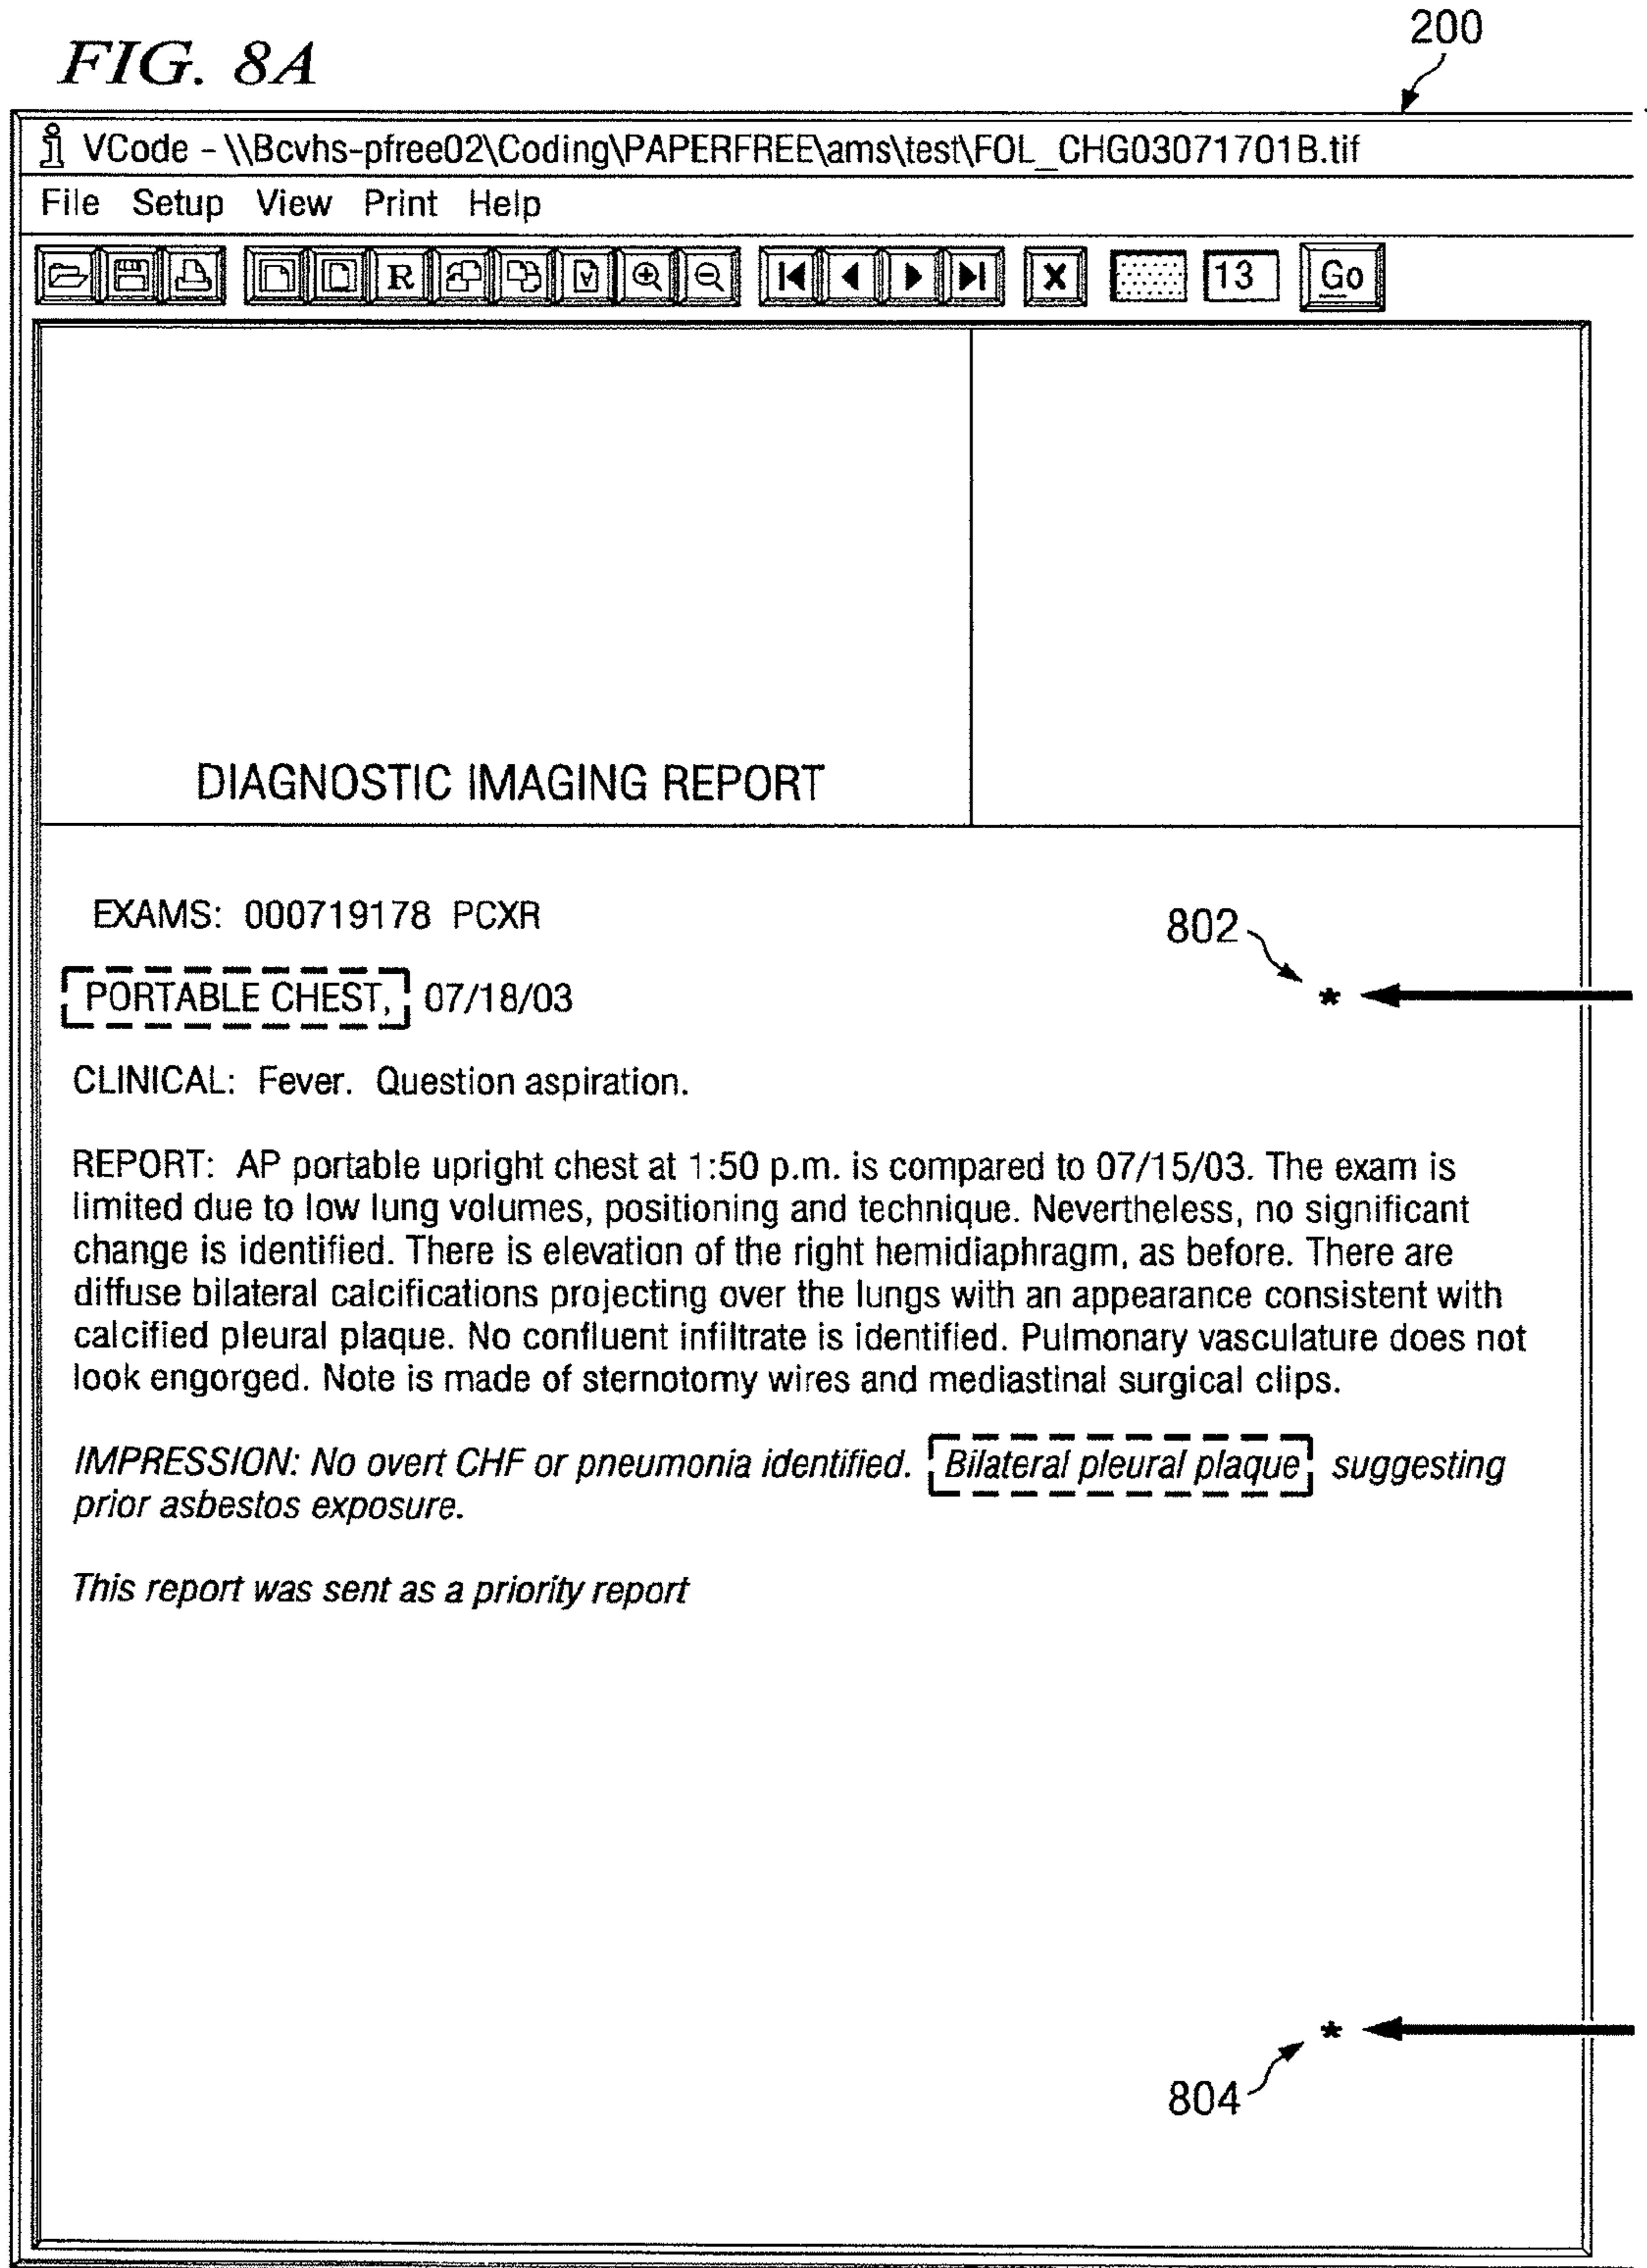 FIG. 8A
200
VCode - \\Bcvhs-pfree02\Coding\PAPERFREE\ams\test\FOL_CHG03071701B.tif
File Setup View Print Help
R X 13 Go
DIAGNOSTIC IMAGING REPORT
EXAMS: 000719178 PCXR
802
PORTABLE CHEST, 07/18/03 *
CLINICAL: Fever. Question aspiration.
REPORT: AP portable upright chest at 1:50 p.m. is compared to 07/15/03. The exam is
limited due to low lung volumes, positioning and technique. Nevertheless, no significant
change is identified. There is elevation of the right hemidiaphragm, as before. There are
diffuse bilateral calcifications projecting over the lungs with an appearance consistent with
calcified pleural plaque. No confluent infiltrate is identified. Pulmonary vasculature does not
look engorged. Note is made of sternotomy wires and mediastinal surgical clips.
IMPRESSION: No overt CHF or pneumonia identified. Bilateral pleural plaque suggesting
prior asbestos exposure.
This report was sent as a priority report
*
804